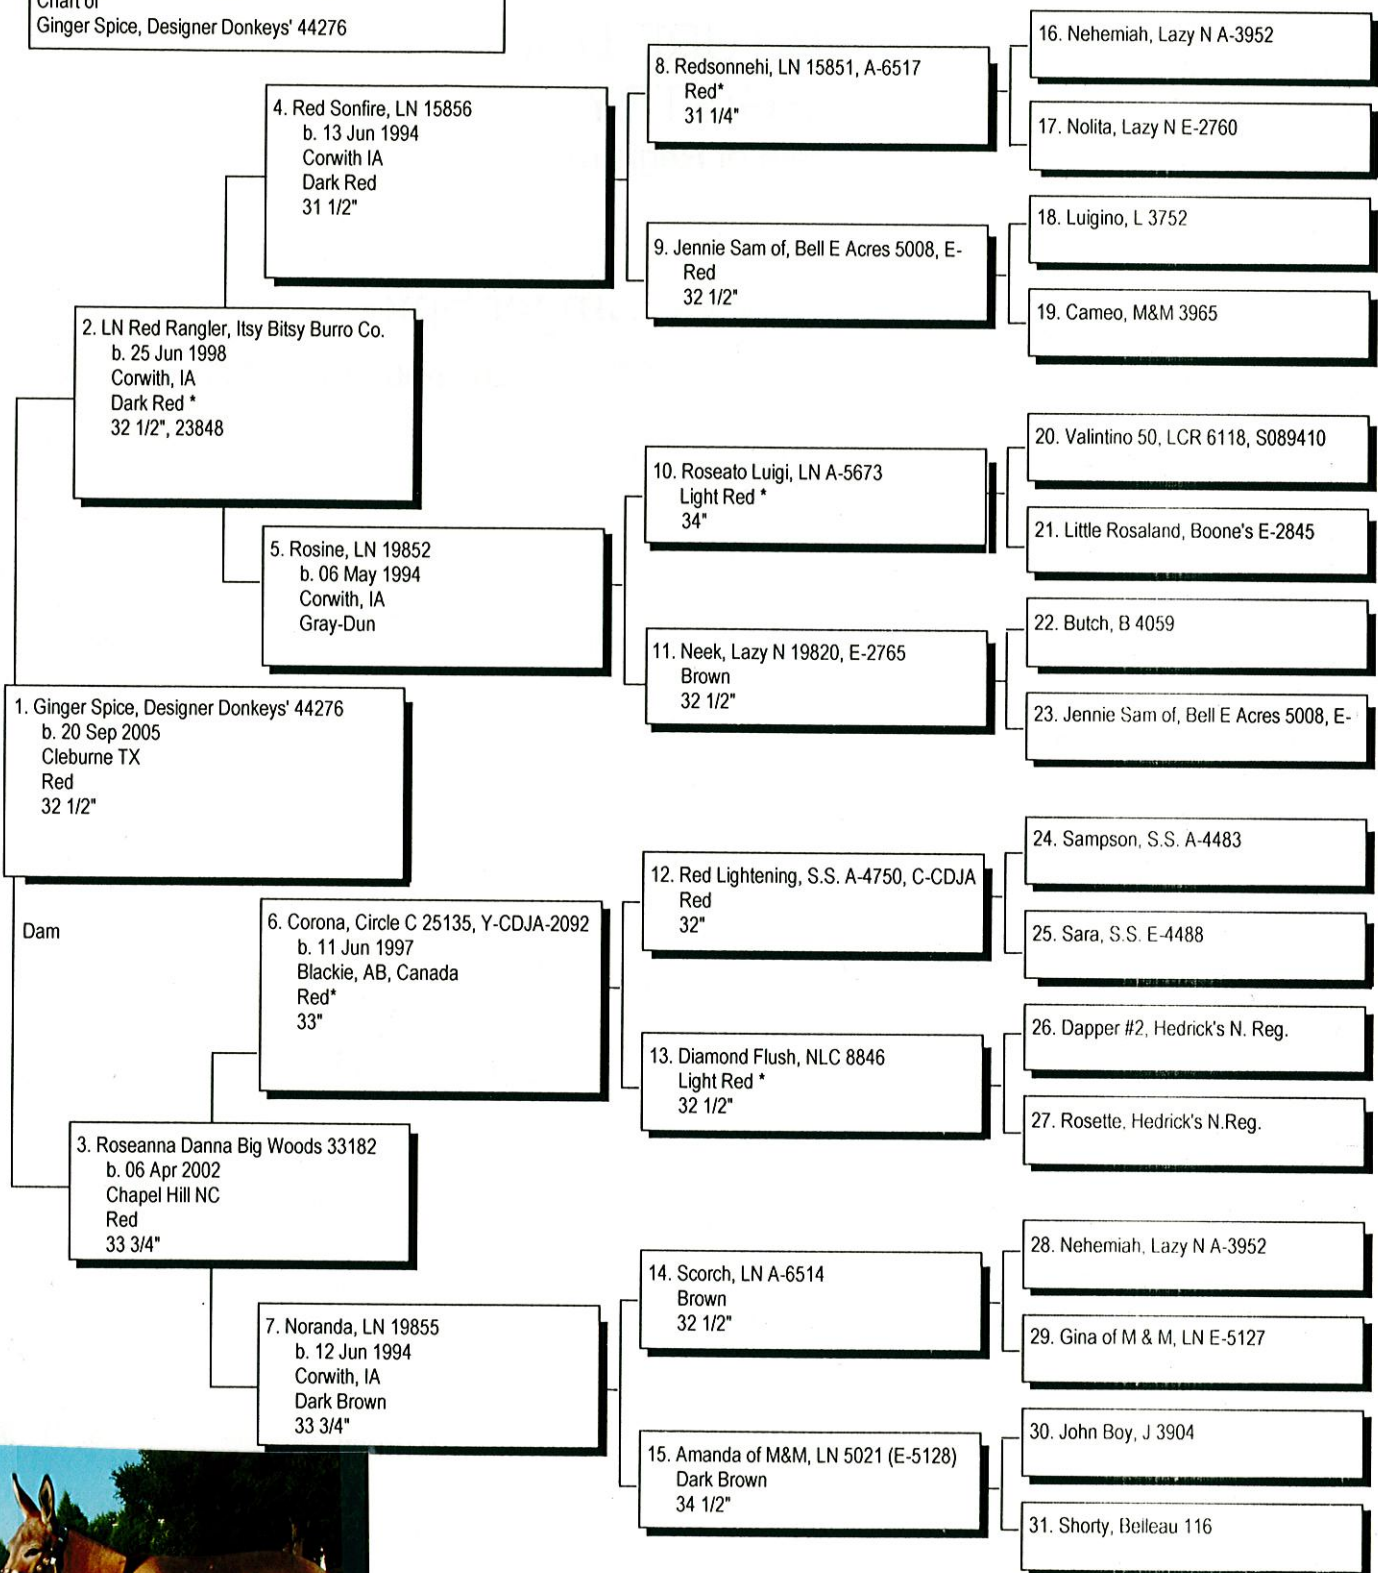 Chart of
Ginger Spice, Designer Donkeys' 44276
16. Nehemiah, Lazy N A-3952
8. Redsonnehi, LN 15851, A-6517
Red*
31 1/4"
17. Nolita, Lazy N E-2760
4. Red Sonfire, LN 15856
b. 13 Jun 1994
Corwith IA
Dark Red
31 1/2"
18. Luigino, L 3752
9. Jennie Sam of, Bell E Acres 5008, E-
Red
32 1/2"
19. Cameo, M&M 3965
2. LN Red Rangler, Itsy Bitsy Burro Co.
b. 25 Jun 1998
Corwith, IA
Dark Red *
32 1/2", 23848
20. Valintino 50, LCR 6118, S089410
10. Roseato Luigi, LN A-5673
Light Red *
34"
21. Little Rosaland, Boone's E-2845
5. Rosine, LN 19852
b. 06 May 1994
Corwith, IA
Gray-Dun
22. Butch, B 4059
11. Neek, Lazy N 19820, E-2765
Brown
32 1/2"
23. Jennie Sam of, Bell E Acres 5008, E-
1. Ginger Spice, Designer Donkeys' 44276
b. 20 Sep 2005
Cleburne TX
Red
32 1/2"
24. Sampson, S.S. A-4483
12. Red Lightening, S.S. A-4750, C-CDJA
Red
32"
25. Sara, S.S. E-4488
Dam
6. Corona, Circle C 25135, Y-CDJA-2092
b. 11 Jun 1997
Blackie, AB, Canada
Red*
33"
26. Dapper #2, Hedrick's N. Reg.
13. Diamond Flush, NLC 8846
Light Red *
32 1/2"
27. Rosette, Hedrick's N.Reg.
3. Roseanna Danna Big Woods 33182
b. 06 Apr 2002
Chapel Hill NC
Red
33 3/4"
28. Nehemiah, Lazy N A-3952
14. Scorch, LN A-6514
Brown
32 1/2"
29. Gina of M & M, LN E-5127
7. Noranda, LN 19855
b. 12 Jun 1994
Corwith, IA
Dark Brown
33 3/4"
30. John Boy, J 3904
15. Amanda of M&M, LN 5021 (E-5128)
Dark Brown
34 1/2"
31. Shorty, Belleau 116